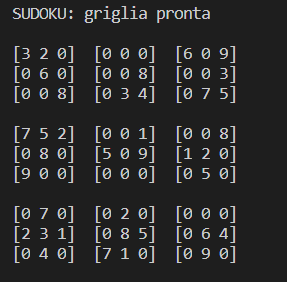 SUDOKU: griglia pronta
[3 2 0] [0 0 0] [6 0 9]
[0 6 0] [0 0 8] [0 0 3]
[0 0 8] [0 3 4] [0 7 5]
[7 5 2] [0 0 1] [0 0 8]
[0 8 0] [5 0 9] [1 2 0]
[9 0 0] [0 0 0] [0 5 0]
[0 7 0] [0 2 0] [0 0 0]
[2 3 1] [0 8 5] [0 6 4]
[0 4 0] [7 1 0] [0 9 0]